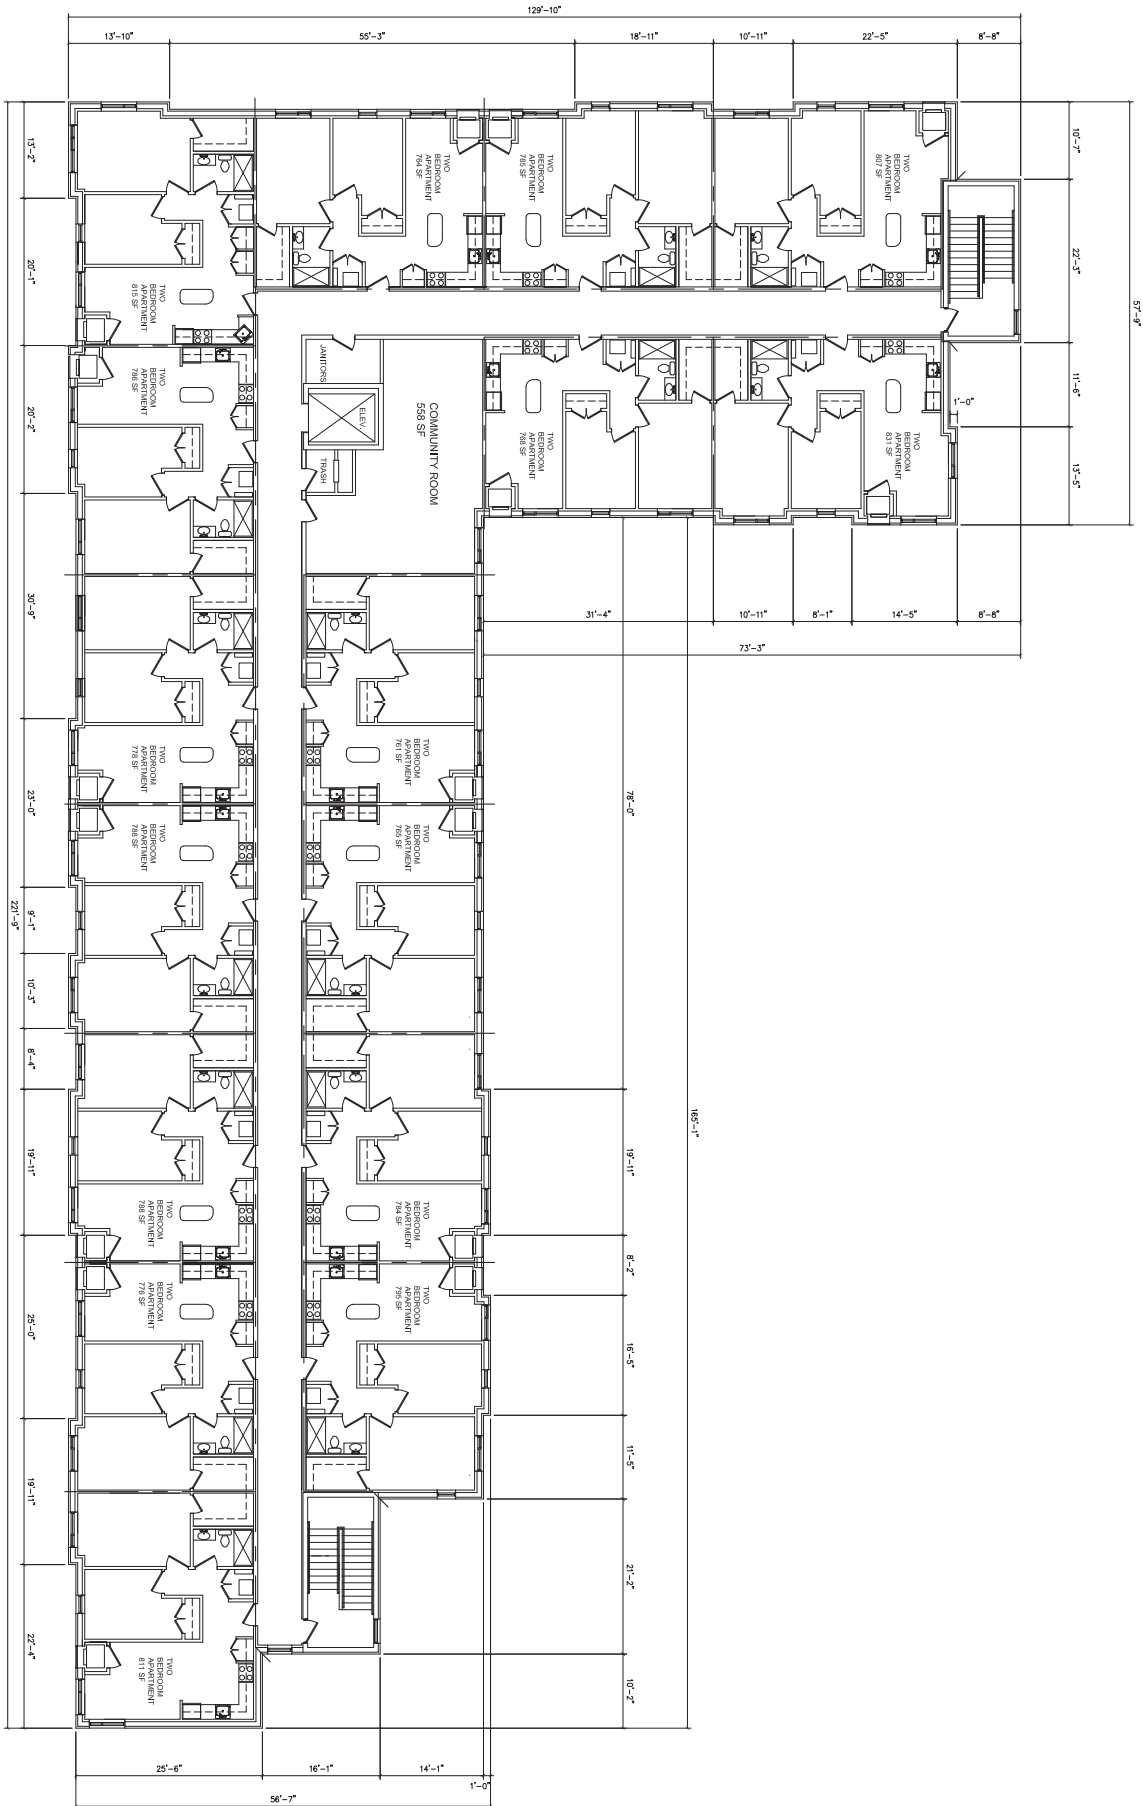 129'-10"
13'-10"
55'-3"
18'-11"
10'-11"
22'-5"
8'-8"
57'-9"
10'-7"
22'-3"
11'-6"
13'-5"
1'-0"
13'-2"
20'-1"
20'-2"
30'-9"
23'-0"
9'-1"
10'-3"
8'-4"
19'-11"
25'-0"
19'-11"
22'-4"
221'-9"
TWO
BEDROOM
APARTMENT
764 SF
TWO
BEDROOM
APARTMENT
785 SF
TWO
BEDROOM
APARTMENT
807 SF
TWO
BEDROOM
APARTMENT
815 SF
TWO
BEDROOM
APARTMENT
786 SF
JANITORS
ELEV.
TRASH
COMMUNITY ROOM
558 SF
TWO
BEDROOM
APARTMENT
768 SF
TWO
BEDROOM
APARTMENT
831 SF
31'-4"
10'-11"
8'-1"
14'-5"
8'-8"
73'-3"
TWO
BEDROOM
APARTMENT
778 SF
TWO
BEDROOM
APARTMENT
761 SF
TWO
BEDROOM
APARTMENT
788 SF
TWO
BEDROOM
APARTMENT
765 SF
TWO
BEDROOM
APARTMENT
788 SF
TWO
BEDROOM
APARTMENT
784 SF
TWO
BEDROOM
APARTMENT
776 SF
TWO
BEDROOM
APARTMENT
795 SF
TWO
BEDROOM
APARTMENT
811 SF
78'-0"
165'-1"
19'-11"
8'-2"
16'-5"
11'-5"
21'-2"
10'-2"
25'-6"
16'-1"
14'-1"
1'-0"
56'-7"